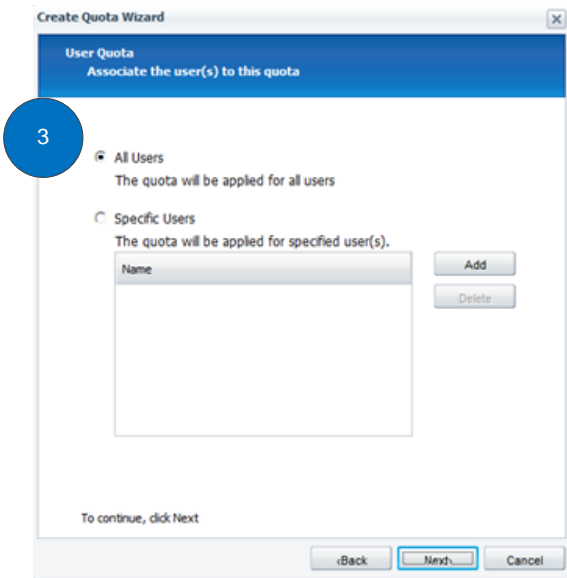 Create Quota Wizard
User Quota
Associate the user(s) to this quota
3
All Users
The quota will be applied for all users
Specific Users
The quota will be applied for specified user(s).
Name
Add
Delete
To continue, click Next
‹Back
Next›
Cancel